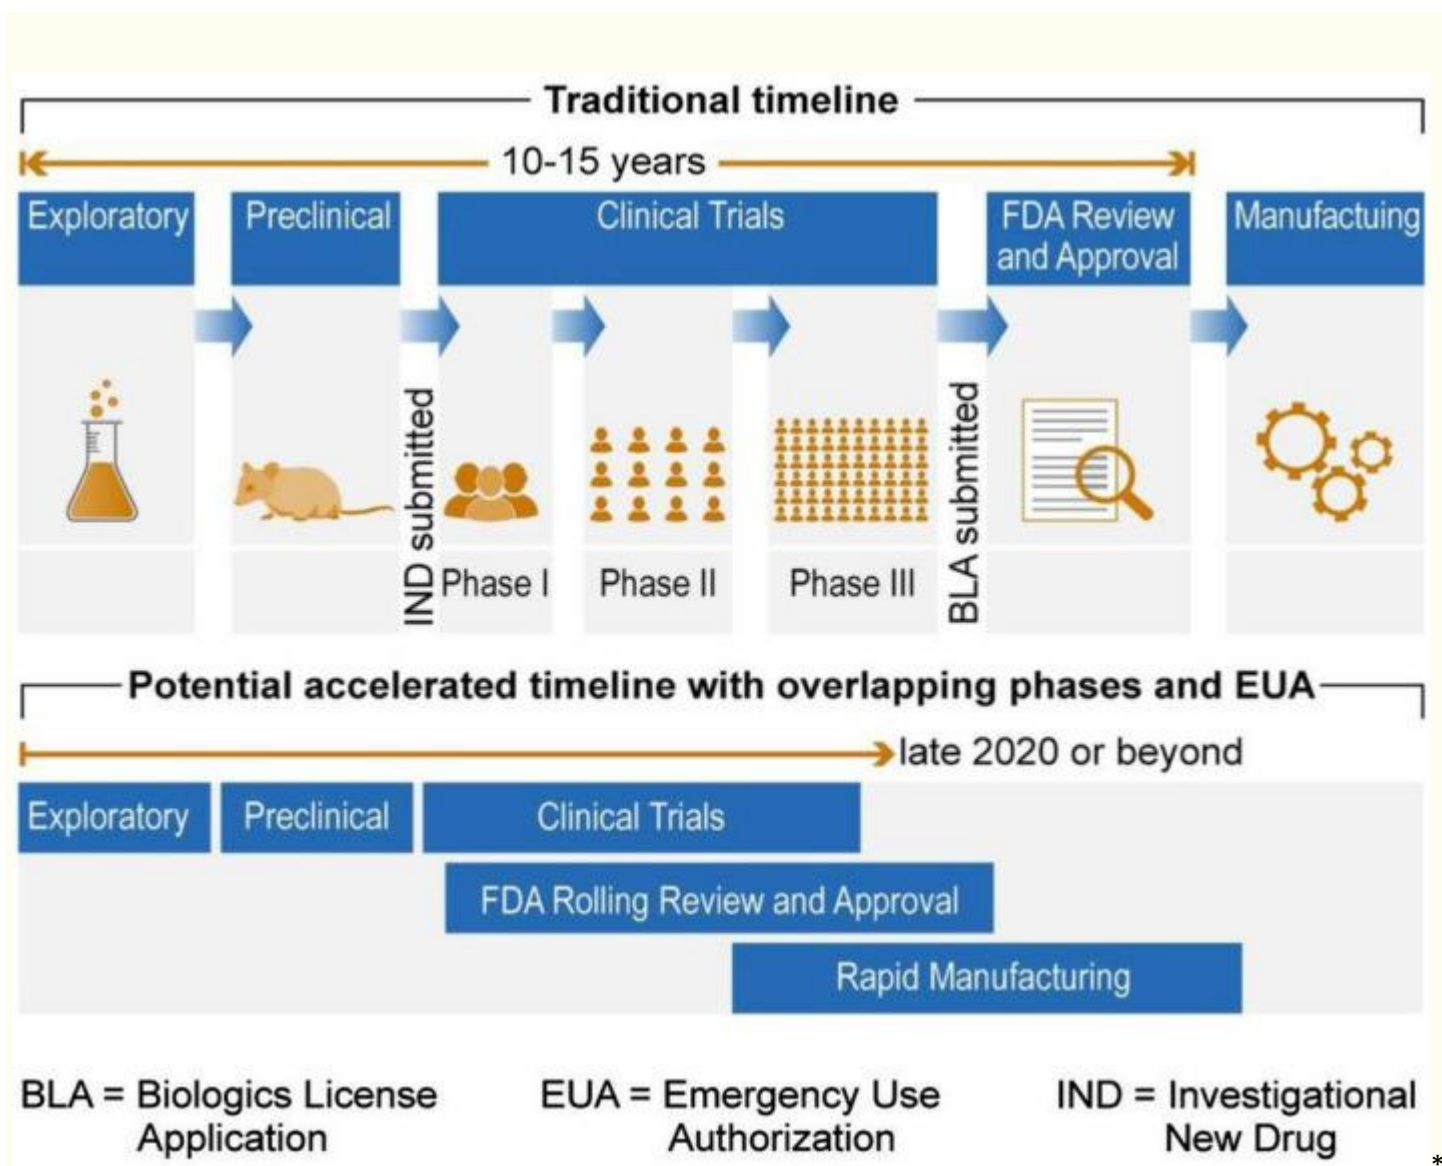 Traditional timeline
10-15 years
Exploratory
Preclinical
Clinical Trials
FDA Review
and Approval
Manufactuing
IND submitted
BLA submitted
Phase I
Phase II
Phase III
Potential accelerated timeline with overlapping phases and EUA
late 2020 or beyond
Exploratory
Preclinical
Clinical Trials
FDA Rolling Review and Approval
Rapid Manufacturing
BLA = Biologics License
Application
EUA = Emergency Use
Authorization
IND = Investigational
New Drug
*